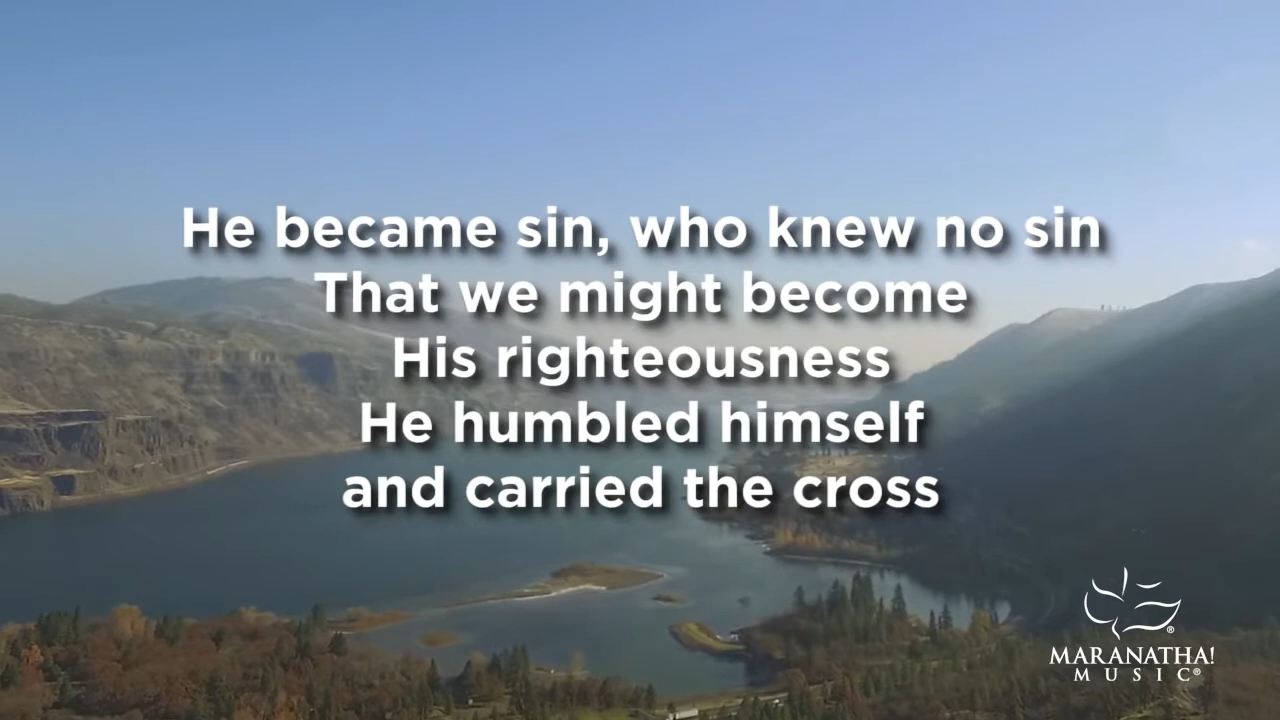 He became sin, who knew no sin
That we might become
His righteousness
He humbled himself
and carried the cross
MARANATHA!
MUSIC®